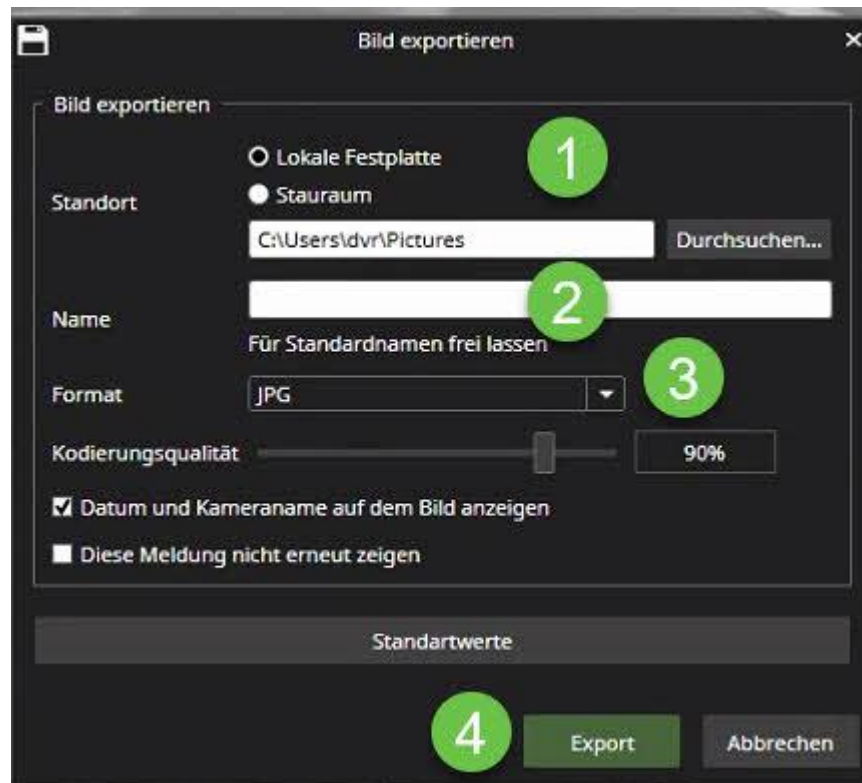 Bild exportieren
Bild exportieren
Lokale Festplatte
1
Standort
Stauraum
C:\Users\dvr\Pictures
Durchsuchen...
Name
2
Für Standardnamen frei lassen
Format
JPG
3
Kodierungsqualität
90%
Datum und Kameraname auf dem Bild anzeigen
Diese Meldung nicht erneut zeigen
Standartwerte
4
Export
Abbrechen